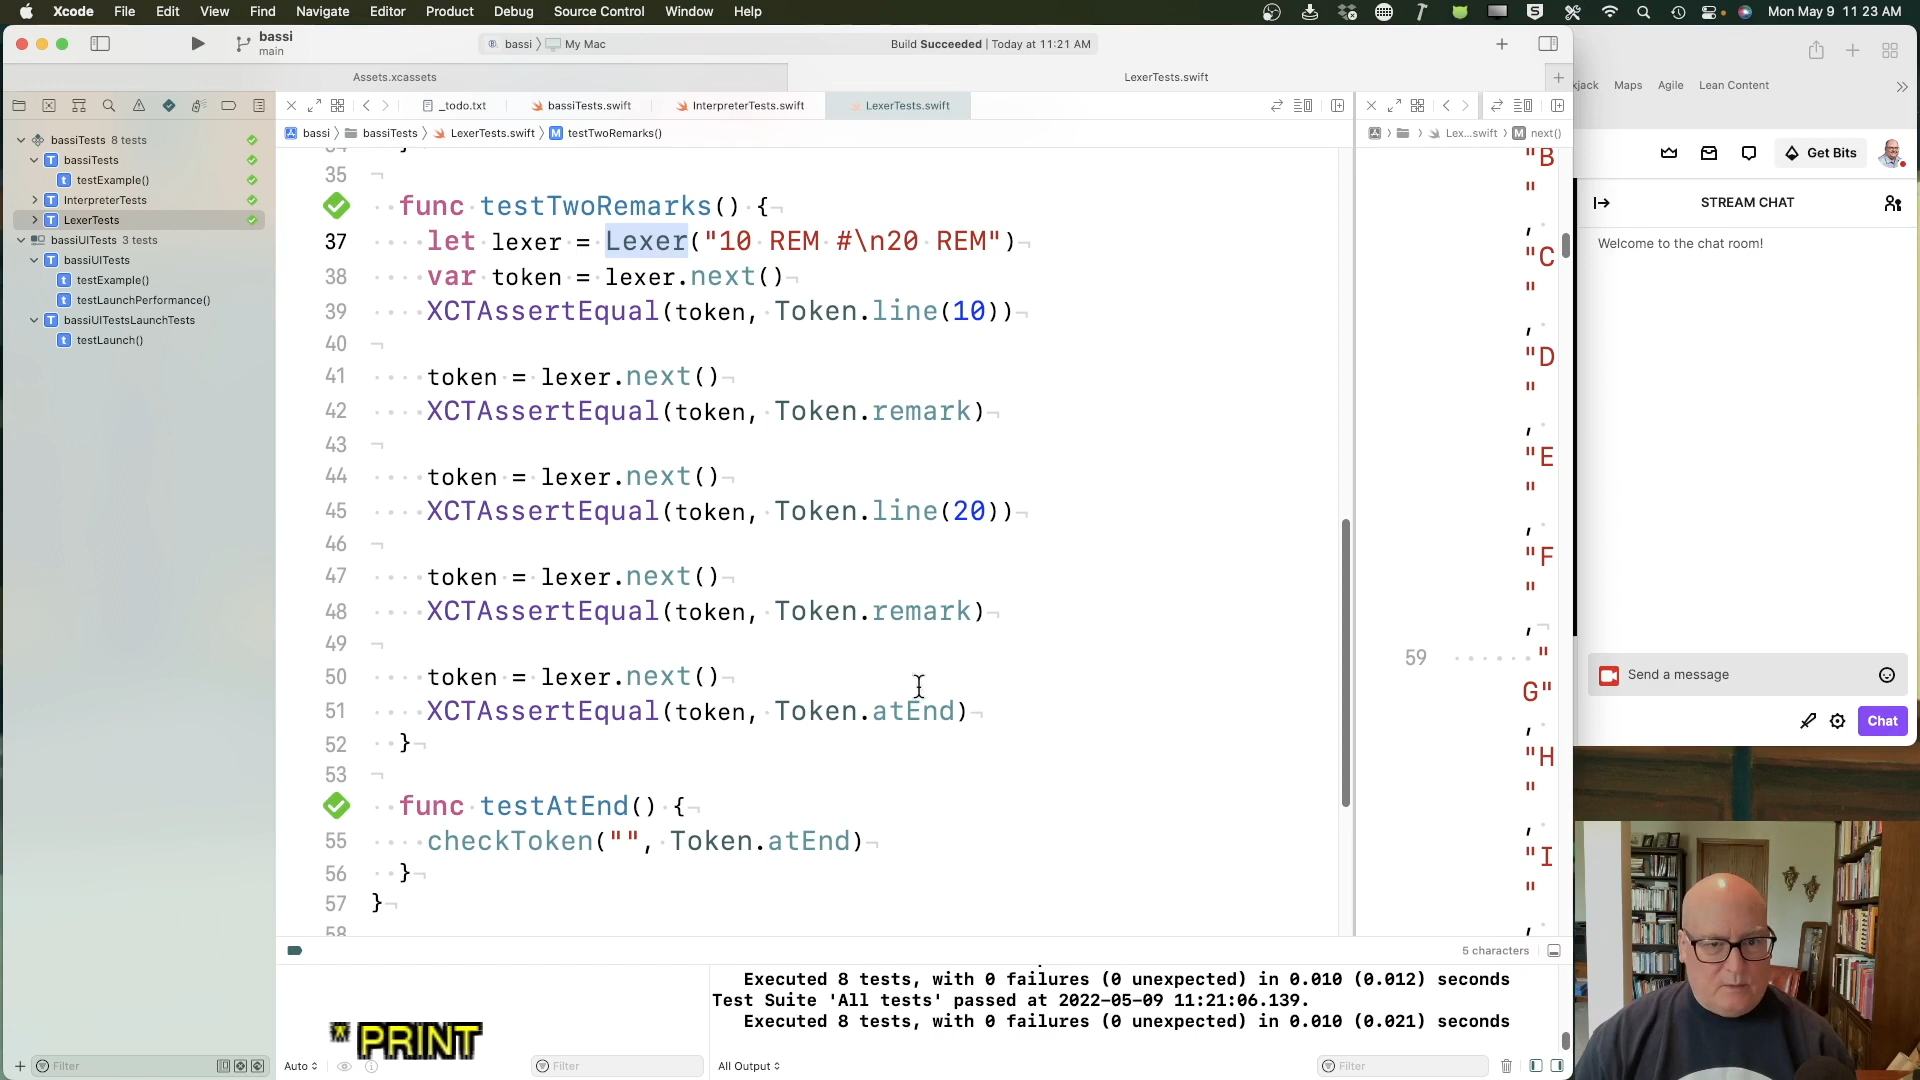 Xcode File Edit View Find Navigate Editor Product Debug Source Control Window Help
Mon May 9 11:23 AM
bassi
main
bassi My Mac
Build Succeeded | Today at 11:21 AM
Assets.xcassets
LexerTests.swift
_todo.txt
bassiTests.swift
InterpreterTests.swift
LexerTests.swift
bassi bassiTests LexerTests.swift M testTwoRemarks()
Lex...swift M next()
bassiTests 8 tests
T bassiTests
t testExample()
T InterpreterTests
T LexerTests
bassiUITests 3 tests
T bassiUITests
t testExample()
t testLaunchPerformance()
T bassiUITestsLaunchTests
t testLaunch()
35
func testTwoRemarks() {
37 let lexer = Lexer("10 REM #\n20 REM")
38 var token = lexer.next()
39 XCTAssertEqual(token, Token.line(10))
40
41 token = lexer.next()
42 XCTAssertEqual(token, Token.remark)
43
44 token = lexer.next()
45 XCTAssertEqual(token, Token.line(20))
46
47 token = lexer.next()
48 XCTAssertEqual(token, Token.remark)
49
50 token = lexer.next()
51 XCTAssertEqual(token, Token.atEnd)
52 }
53
func testAtEnd() {
55 checkToken("", Token.atEnd)
56 }
57 }
58
"B
"
,
"C
"
,
"D
"
,
"E
"
,
"F
"
,
59 "
G"
,
"H
"
,
"I
"
,
5 characters
Executed 8 tests, with 0 failures (0 unexpected) in 0.010 (0.012) seconds
Test Suite 'All tests' passed at 2022-05-09 11:21:06.139.
Executed 8 tests, with 0 failures (0 unexpected) in 0.010 (0.021) seconds
* PRINT
Filter
Auto
Filter
All Output
Filter
kjack Maps Agile Lean Content
Get Bits
STREAM CHAT
Welcome to the chat room!
Send a message
Chat